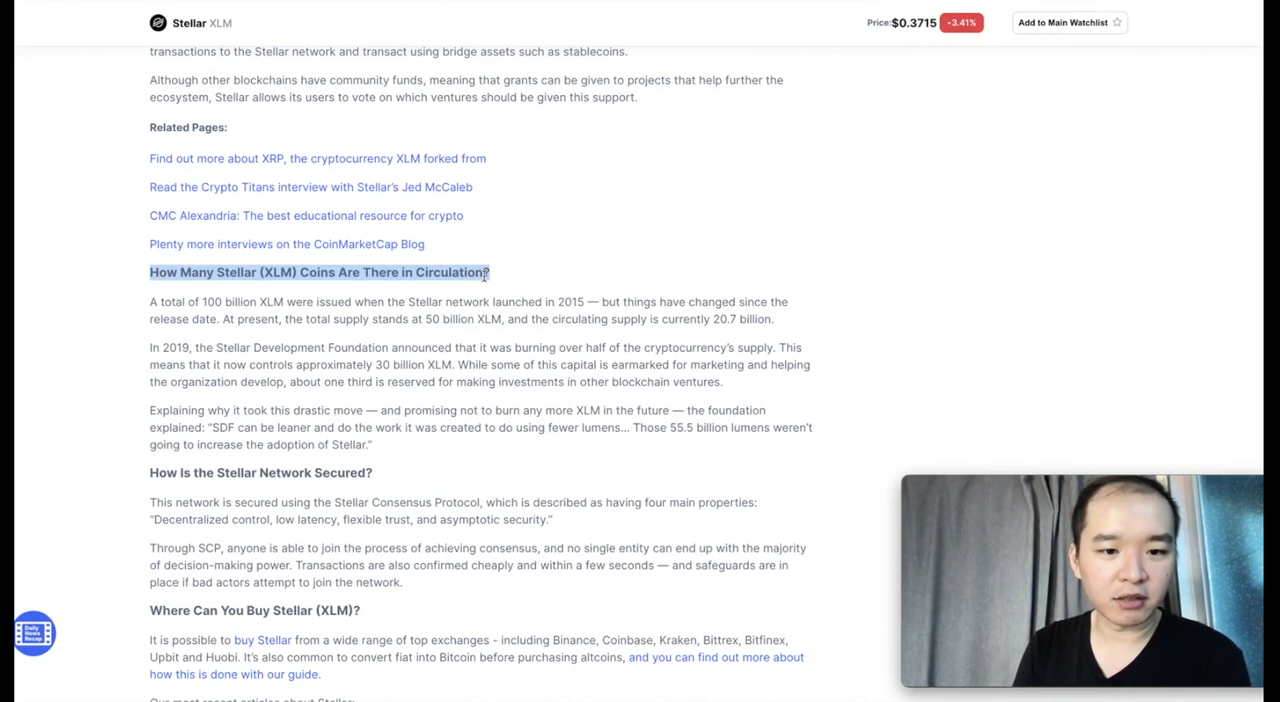 Stellar XLM
Price:$0.3715 -3.41% Add to Main Watchlist
transactions to the Stellar network and transact using bridge assets such as stablecoins.
Although other blockchains have community funds, meaning that grants can be given to projects that help further the
ecosystem, Stellar allows its users to vote on which ventures should be given this support.
Related Pages:
Find out more about XRP, the cryptocurrency XLM forked from
Read the Crypto Titans interview with Stellar’s Jed McCaleb
CMC Alexandria: The best educational resource for crypto
Plenty more interviews on the CoinMarketCap Blog
How Many Stellar (XLM) Coins Are There in Circulation?
A total of 100 billion XLM were issued when the Stellar network launched in 2015 — but things have changed since the
release date. At present, the total supply stands at 50 billion XLM, and the circulating supply is currently 20.7 billion.
In 2019, the Stellar Development Foundation announced that it was burning over half of the cryptocurrency’s supply. This
means that it now controls approximately 30 billion XLM. While some of this capital is earmarked for marketing and helping
the organization develop, about one third is reserved for making investments in other blockchain ventures.
Explaining why it took this drastic move — and promising not to burn any more XLM in the future — the foundation
explained: “SDF can be leaner and do the work it was created to do using fewer lumens… Those 55.5 billion lumens weren’t
going to increase the adoption of Stellar.”
How Is the Stellar Network Secured?
This network is secured using the Stellar Consensus Protocol, which is described as having four main properties:
“Decentralized control, low latency, flexible trust, and asymptotic security.”
Through SCP, anyone is able to join the process of achieving consensus, and no single entity can end up with the majority
of decision-making power. Transactions are also confirmed cheaply and within a few seconds — and safeguards are in
place if bad actors attempt to join the network.
Daily
News
Recap
Where Can You Buy Stellar (XLM)?
It is possible to buy Stellar from a wide range of top exchanges - including Binance, Coinbase, Kraken, Bittrex, Bitfinex,
Upbit and Huobi. It’s also common to convert fiat into Bitcoin before purchasing altcoins, and you can find out more about
how this is done with our guide.
Our most recent articles about Stellar: